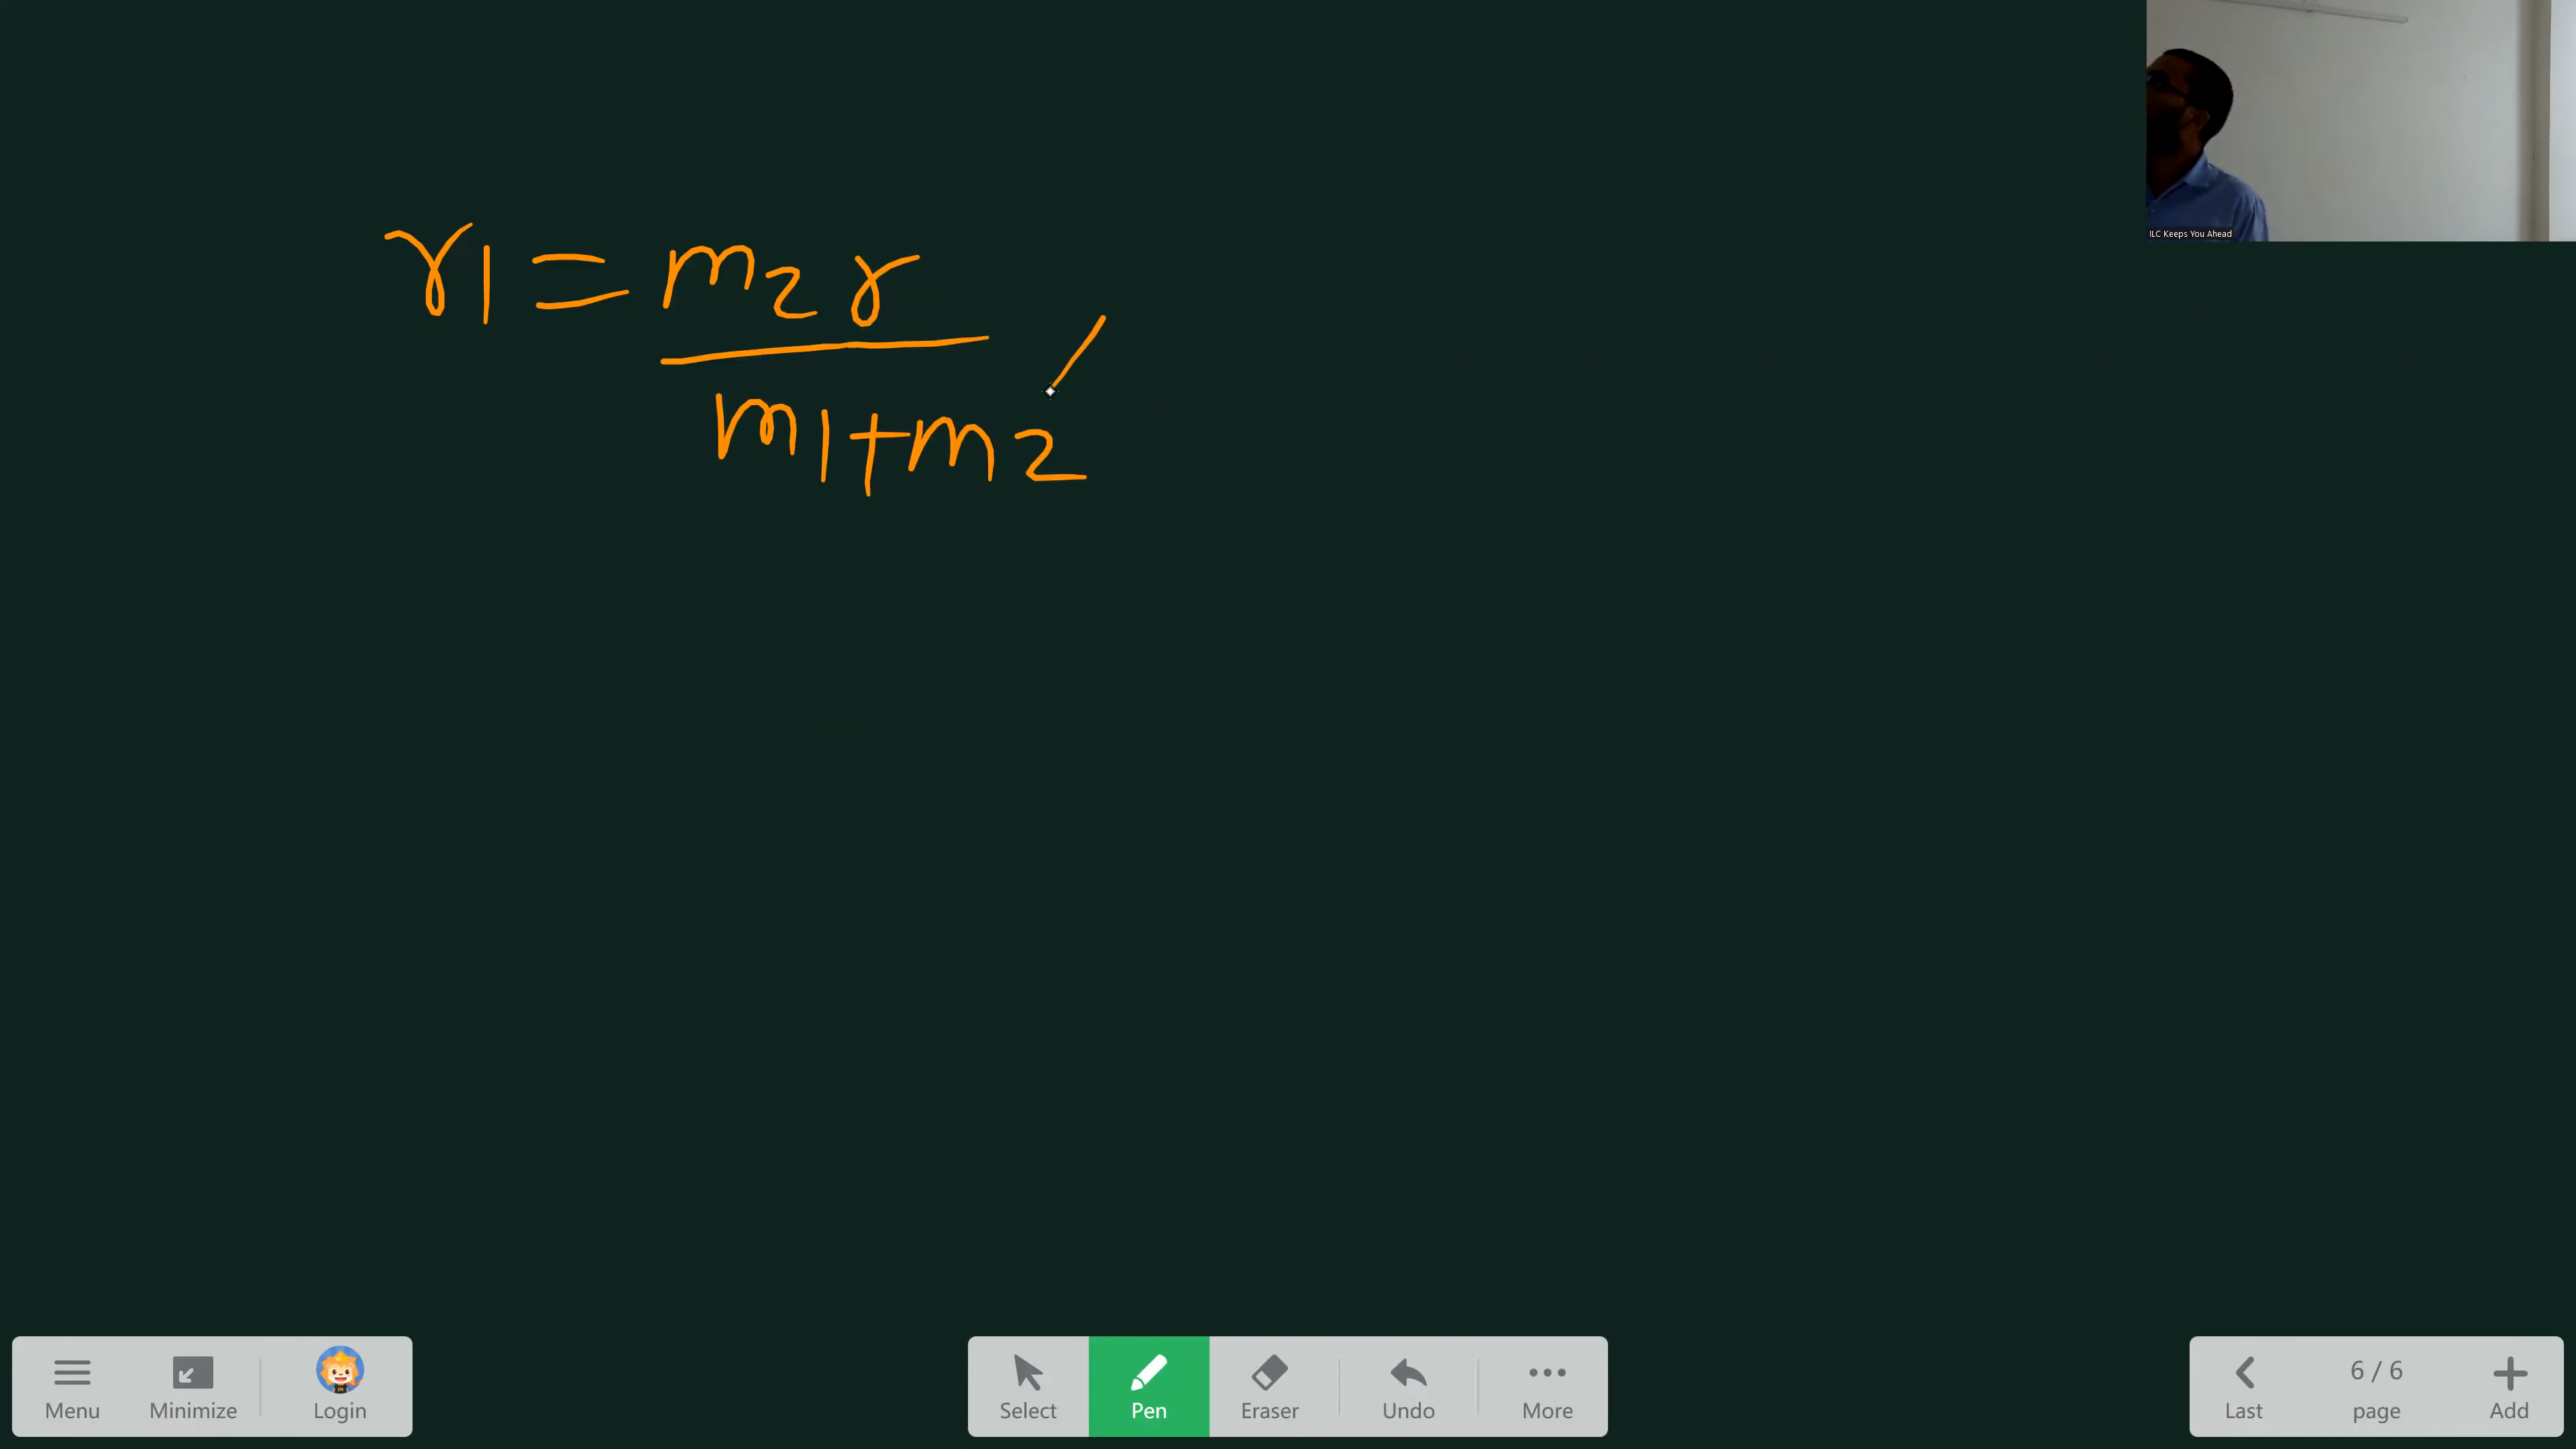 ILC Keeps You Ahead
r1 = m2 r
m1+m2
Menu Minimize Login Select Pen Eraser Undo More Last 6 / 6 page Add